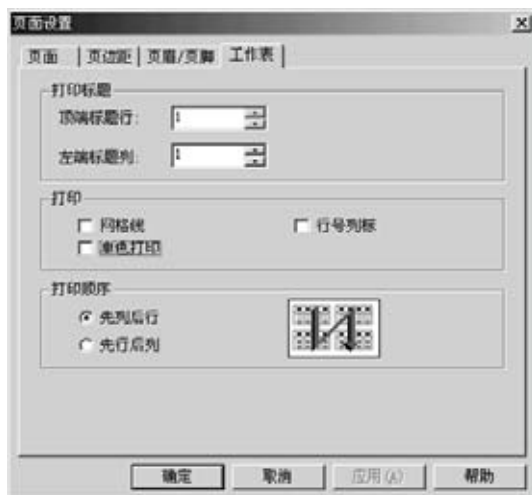 页面设置
页面 页边距 页眉/页脚 工作表
打印标题
顶端标题行: 1
左端标题列: 1
打印
网格线 行号列标
单色打印
打印顺序
先列后行
先行后列
确定 取消 应用(A) 帮助